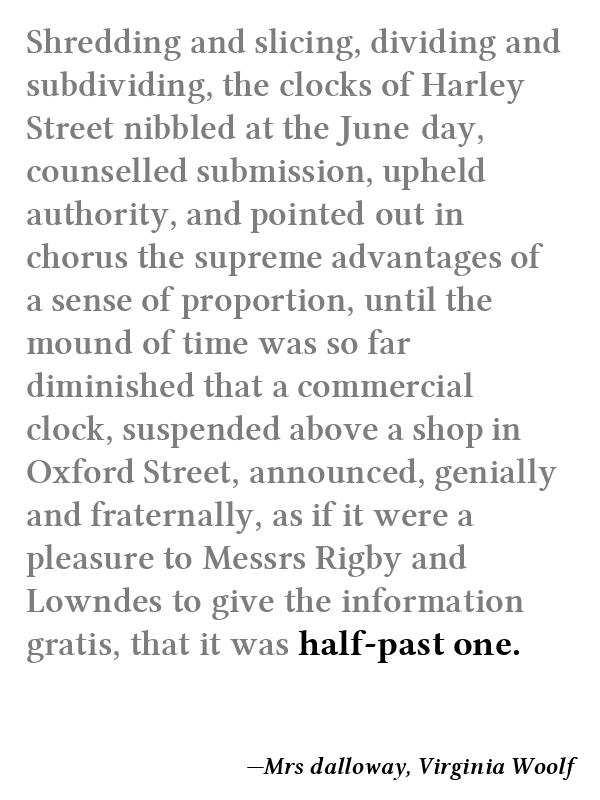 Shredding and slicing, dividing and
subdividing, the clocks of Harley
Street nibbled at the June day,
counselled submission, upheld
authority, and pointed out in
chorus the supreme advantages of
a sense of proportion, until the
mound of time was so far
diminished that a commercial
clock, suspended above a shop in
Oxford Street, announced, genially
and fraternally, as if it were a
pleasure to Messrs Rigby and
Lowndes to give the information
gratis, that it was half-past one.
—Mrs dalloway, Virginia Woolf